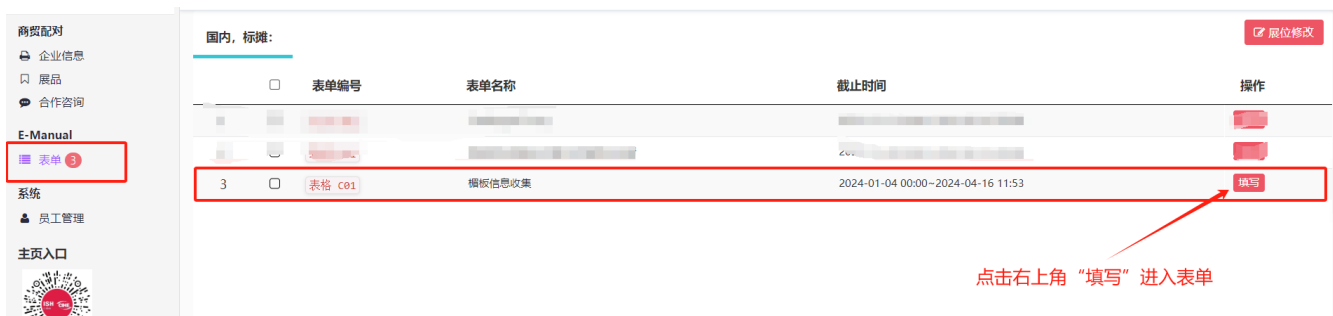 商贸配对
企业信息
展品
合作咨询
E-Manual
表单 3
系统
员工管理
主页入口
国内，标摊：
展位修改
表单编号 表单名称 截止时间 操作
3 表格 C01 楣板信息收集 2024-01-04 00:00~2024-04-16 11:53 填写
点击右上角“填写”进入表单
ISH